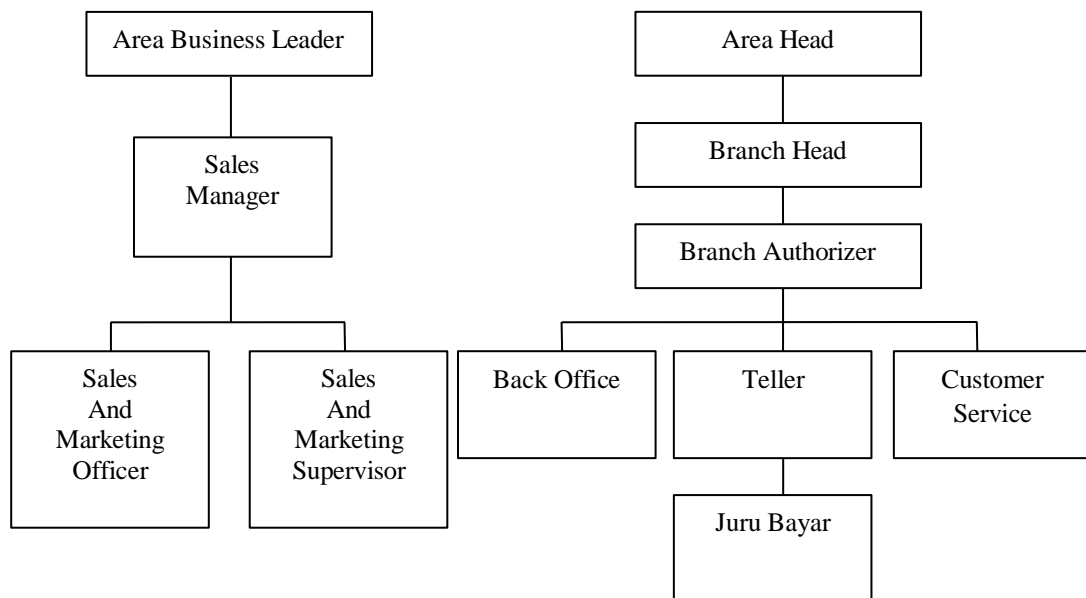 Area Business Leader
Area Head
Sales
Manager
Branch Head
Branch Authorizer
Sales
And
Marketing
Officer
Sales
And
Marketing
Supervisor
Back Office
Teller
Customer
Service
Juru Bayar